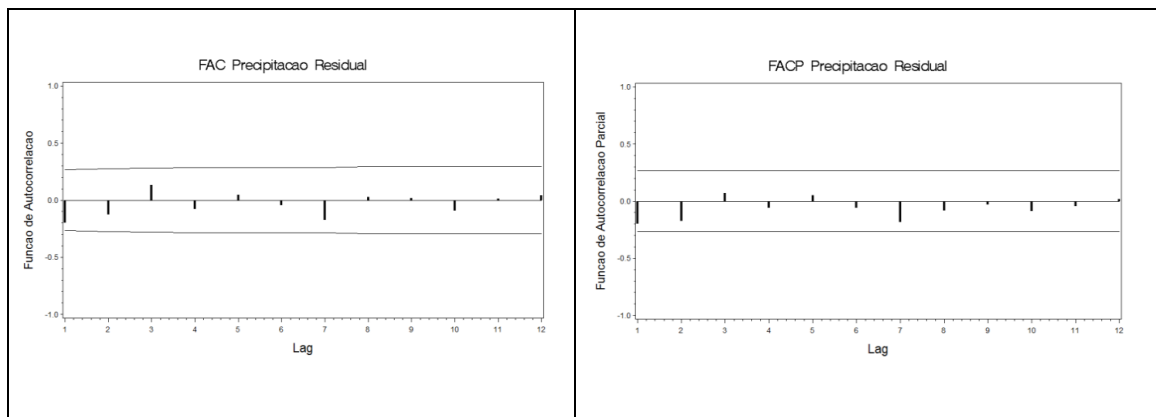 FAC Precipitacao Residual
Funcao de Autocorrelacao
1.0
0.5
0.0
-0.5
-1.0
1 2 3 4 5 6 7 8 9 10 11 12
Lag
FACP Precipitacao Residual
Funcao de Autocorrelacao Parcial
1.0
0.5
0.0
-0.5
-1.0
1 2 3 4 5 6 7 8 9 10 11 12
Lag